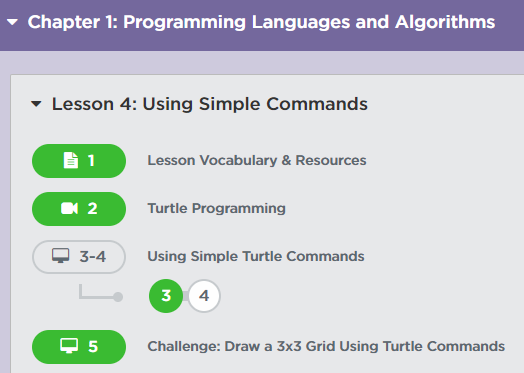 Chapter 1: Programming Languages and Algorithms
Lesson 4: Using Simple Commands
1 Lesson Vocabulary & Resources
2 Turtle Programming
3-4 Using Simple Turtle Commands
3 4
5 Challenge: Draw a 3x3 Grid Using Turtle Commands